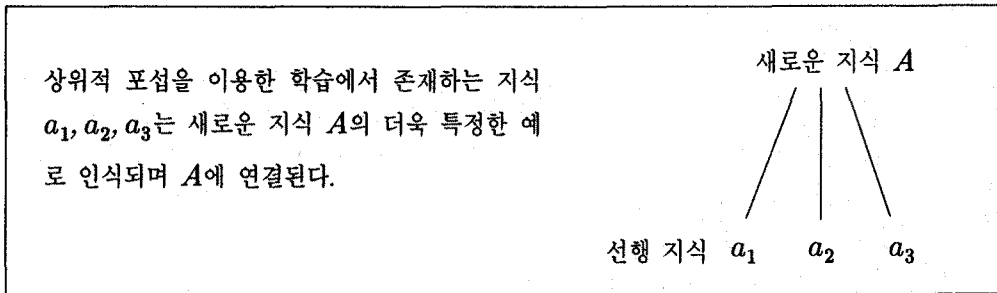 상위적 포섭을 이용한 학습에서 존재하는 지식
a₁, a₂, a₃는 새로운 지식 A의 더욱 특정한 예
로 인식되며 A에 연결된다.
새로운 지식 A
선행 지식 a₁ a₂ a₃